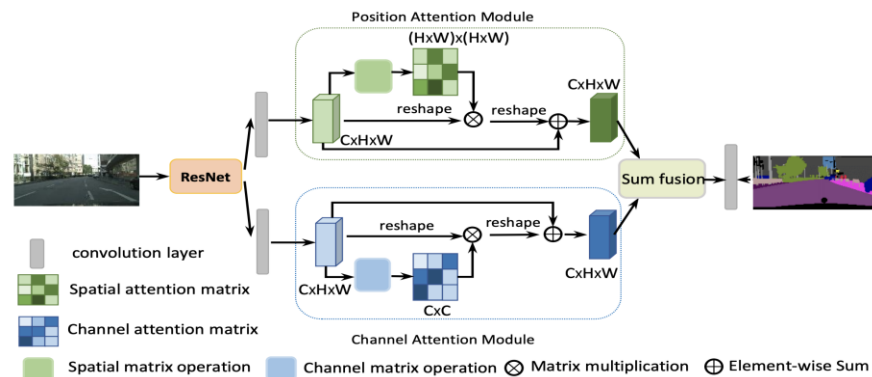 Position Attention Module
(HxW)x(HxW)
CxHxW
reshape
reshape
CxHxW
ResNet
Sum fusion
convolution layer
reshape
reshape
CxHxW
CxHxW
Spatial attention matrix
CxC
Channel attention matrix
Channel Attention Module
Spatial matrix operation
Channel matrix operation
Matrix multiplication
Element-wise Sum